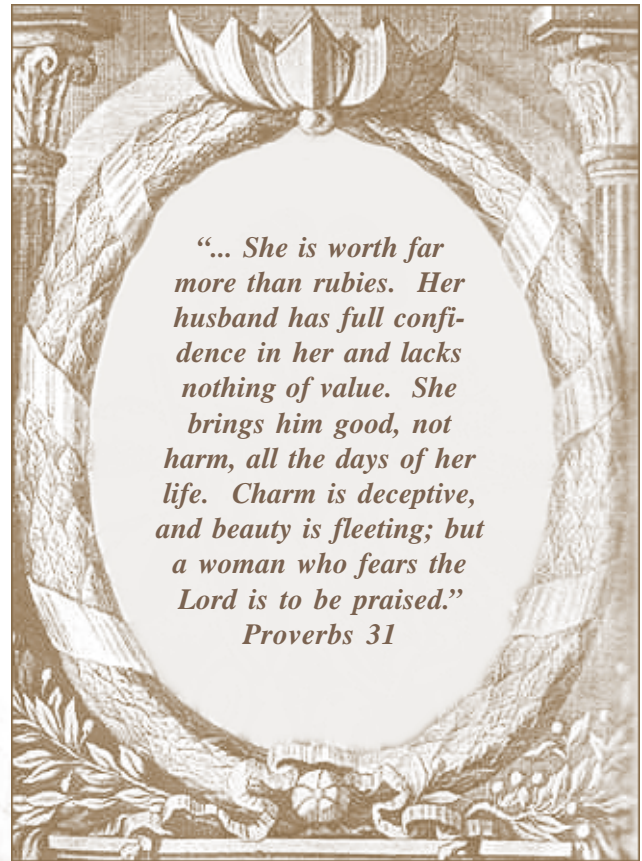 “... She is worth far
more than rubies.  Her
husband has full confi-
dence in her and lacks
nothing of value.  She
brings him good, not
harm, all the days of her
life.  Charm is deceptive,
and beauty is fleeting; but
a woman who fears the
Lord is to be praised.”
Proverbs 31